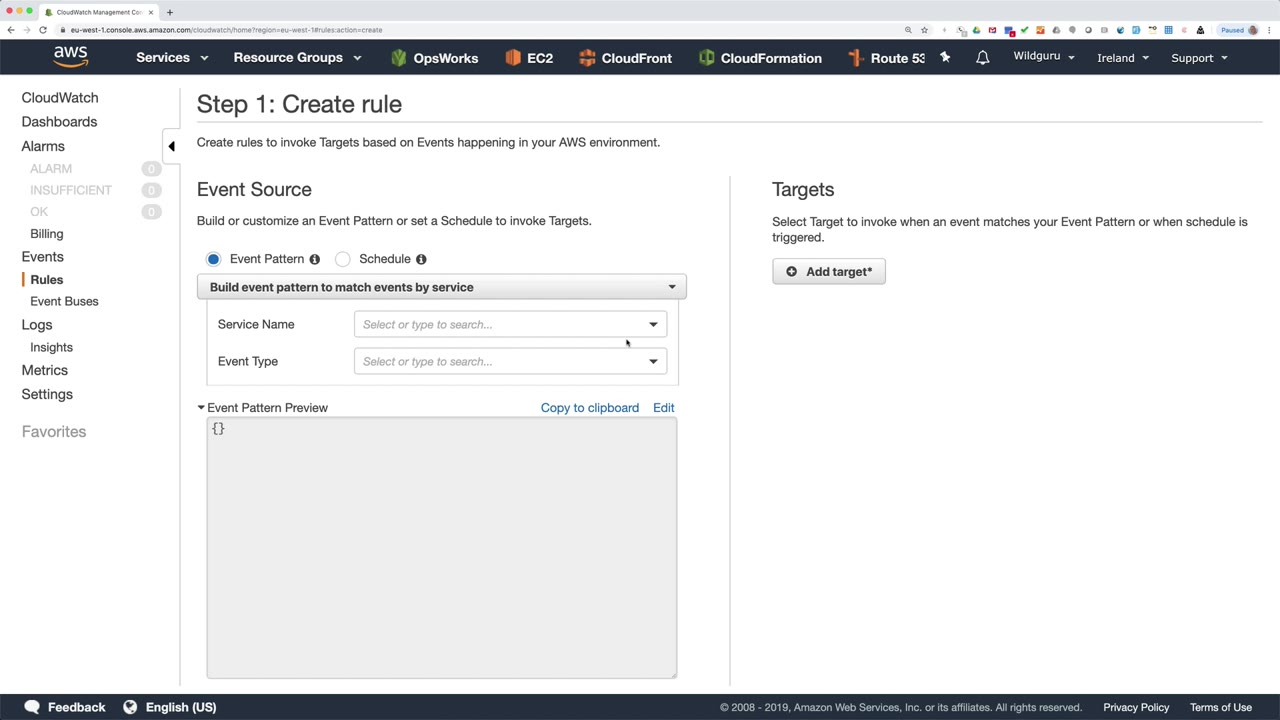 CloudWatch Management Con
eu-west-1.console.aws.amazon.com/cloudwatch/home?region=eu-west-1#rules:action=create
Paused
aws
Services
Resource Groups
OpsWorks
EC2
CloudFront
CloudFormation
Route 53
Wildguru
Ireland
Support
CloudWatch
Dashboards
Alarms
ALARM 0
INSUFFICIENT 0
OK 0
Billing
Events
Rules
Event Buses
Logs
Insights
Metrics
Settings
Favorites
Step 1: Create rule
Create rules to invoke Targets based on Events happening in your AWS environment.
Event Source
Build or customize an Event Pattern or set a Schedule to invoke Targets.
Event Pattern
Schedule
Build event pattern to match events by service
Service Name Select or type to search...
Event Type Select or type to search...
Event Pattern Preview Copy to clipboard Edit
{}
Targets
Select Target to invoke when an event matches your Event Pattern or when schedule is
triggered.
Add target*
Feedback
English (US)
© 2008 - 2019, Amazon Web Services, Inc. or its affiliates. All rights reserved.
Privacy Policy
Terms of Use